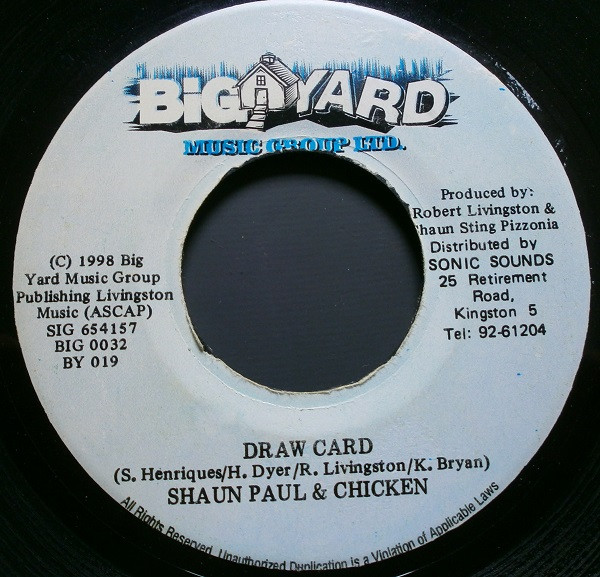 BiG YARD
MUSIC GROUP LTD.
(C) 1998 Big
Yard Music Group
Publishing Livingston
Music (ASCAP)
SIG 654157
BIG 0032
BY 019
Produced by:
Robert Livingston &
haun Sting Pizzonia
Distributed by
SONIC SOUNDS
25 Retirement
Road,
Kingston 5
Tel: 92-61204
DRAW CARD
(S. Henriques/H. Dyer/R. Livingston/K. Bryan)
SHAUN PAUL & CHICKEN
All Rights Reserved. Unauthorized Duplication is a Violation of Applicable Laws